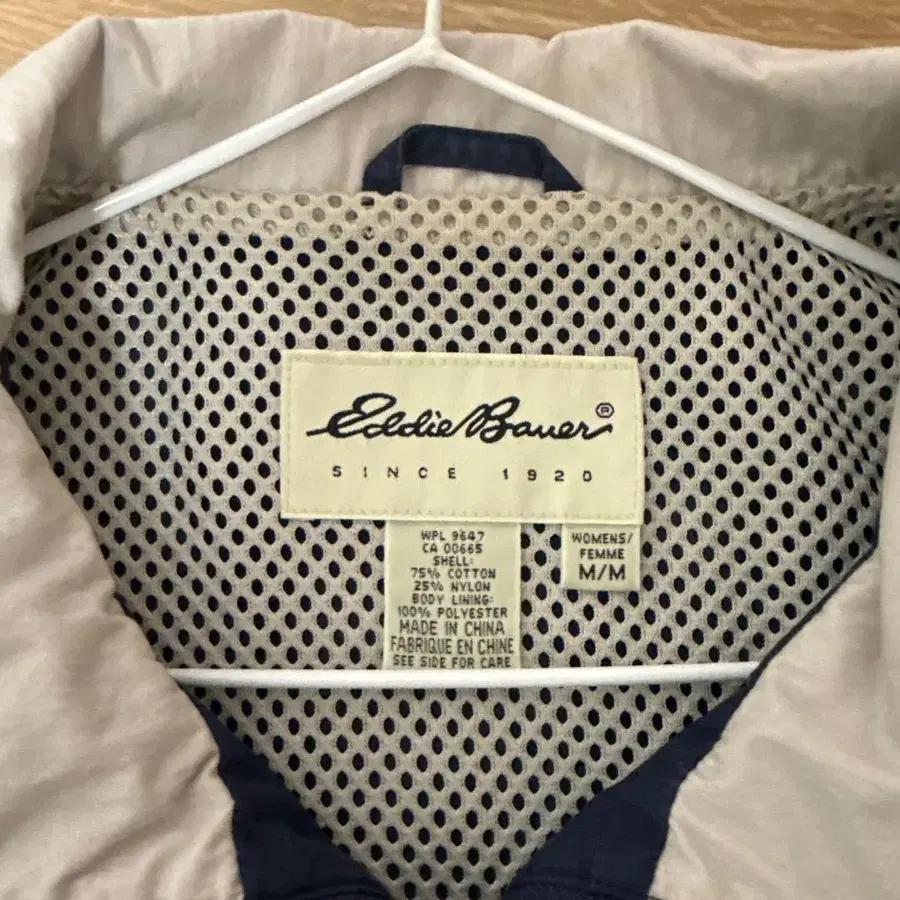 Eddie Bauer®
SINCE 1920
WPL 9647
CA 00665
SHELL:
75% COTTON
25% NYLON
BODY LINING:
100% POLYESTER
MADE IN CHINA
FABRIQUE EN CHINE
SEE SIDE FOR CARE
WOMENS/
FEMME
M/M